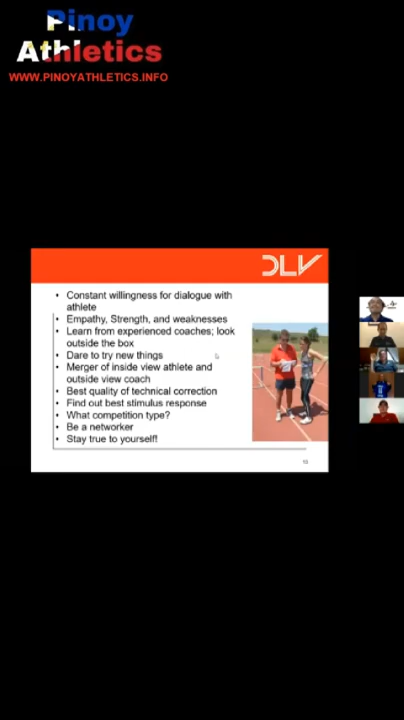 Pinoy
Athletics
WWW.PINOYATHLETICS.INFO
DLV
• Constant willingness for dialogue with
athlete
• Empathy, Strength, and weaknesses
• Learn from experienced coaches; look
outside the box
• Dare to try new things
• Merger of inside view athlete and
outside view coach
• Best quality of technical correction
• Find out best stimulus response
• What competition type?
• Be a networker
• Stay true to yourself!